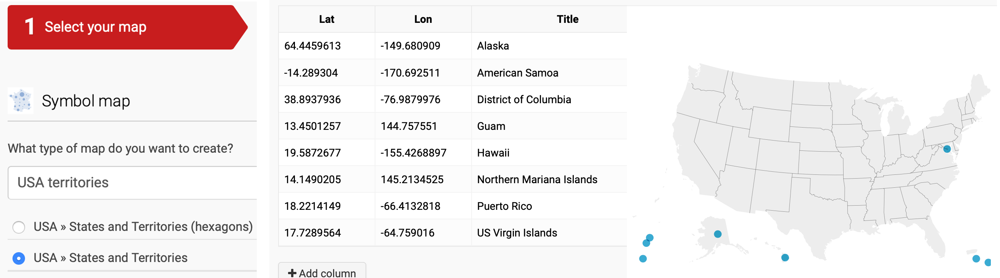 1 Select your map
Symbol map
What type of map do you want to create?
USA territories
USA » States and Territories (hexagons)
USA » States and Territories
Lat Lon Title
64.4459613 -149.680909 Alaska
-14.289304 -170.692511 American Samoa
38.8937936 -76.9879976 District of Columbia
13.4501257 144.757551 Guam
19.5872677 -155.4268897 Hawaii
14.1490205 145.2134525 Northern Mariana Islands
18.2214149 -66.4132818 Puerto Rico
17.7289564 -64.759016 US Virgin Islands
+ Add column